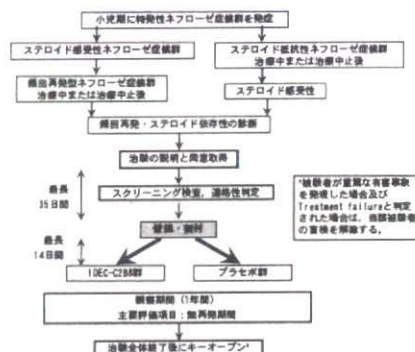 小児期に特発性ネフローゼ症候群を発症
ステロイド感受性ネフローゼ症候群
ステロイド抵抗性ネフローゼ症候群
治療中または治療中止後
頻回再発型ネフローゼ症候群
治療中または治療中止後
ステロイド感受性
頻回再発・ステロイド依存性の診断
治験の説明と同意取得
最長
35日間
スクリーニング検査，適格性判定
登録・割付
最長
14日間
IDEC-C2B8群
プラセボ群
*被験者が重篤な有害事象
を発現した場合及び
Treatment failureと判定
された場合は，当該被験者
の盲検を解除する。
観察期間（1年間）
主要評価項目：無再発期間
治験全体終了後にキーオープン*